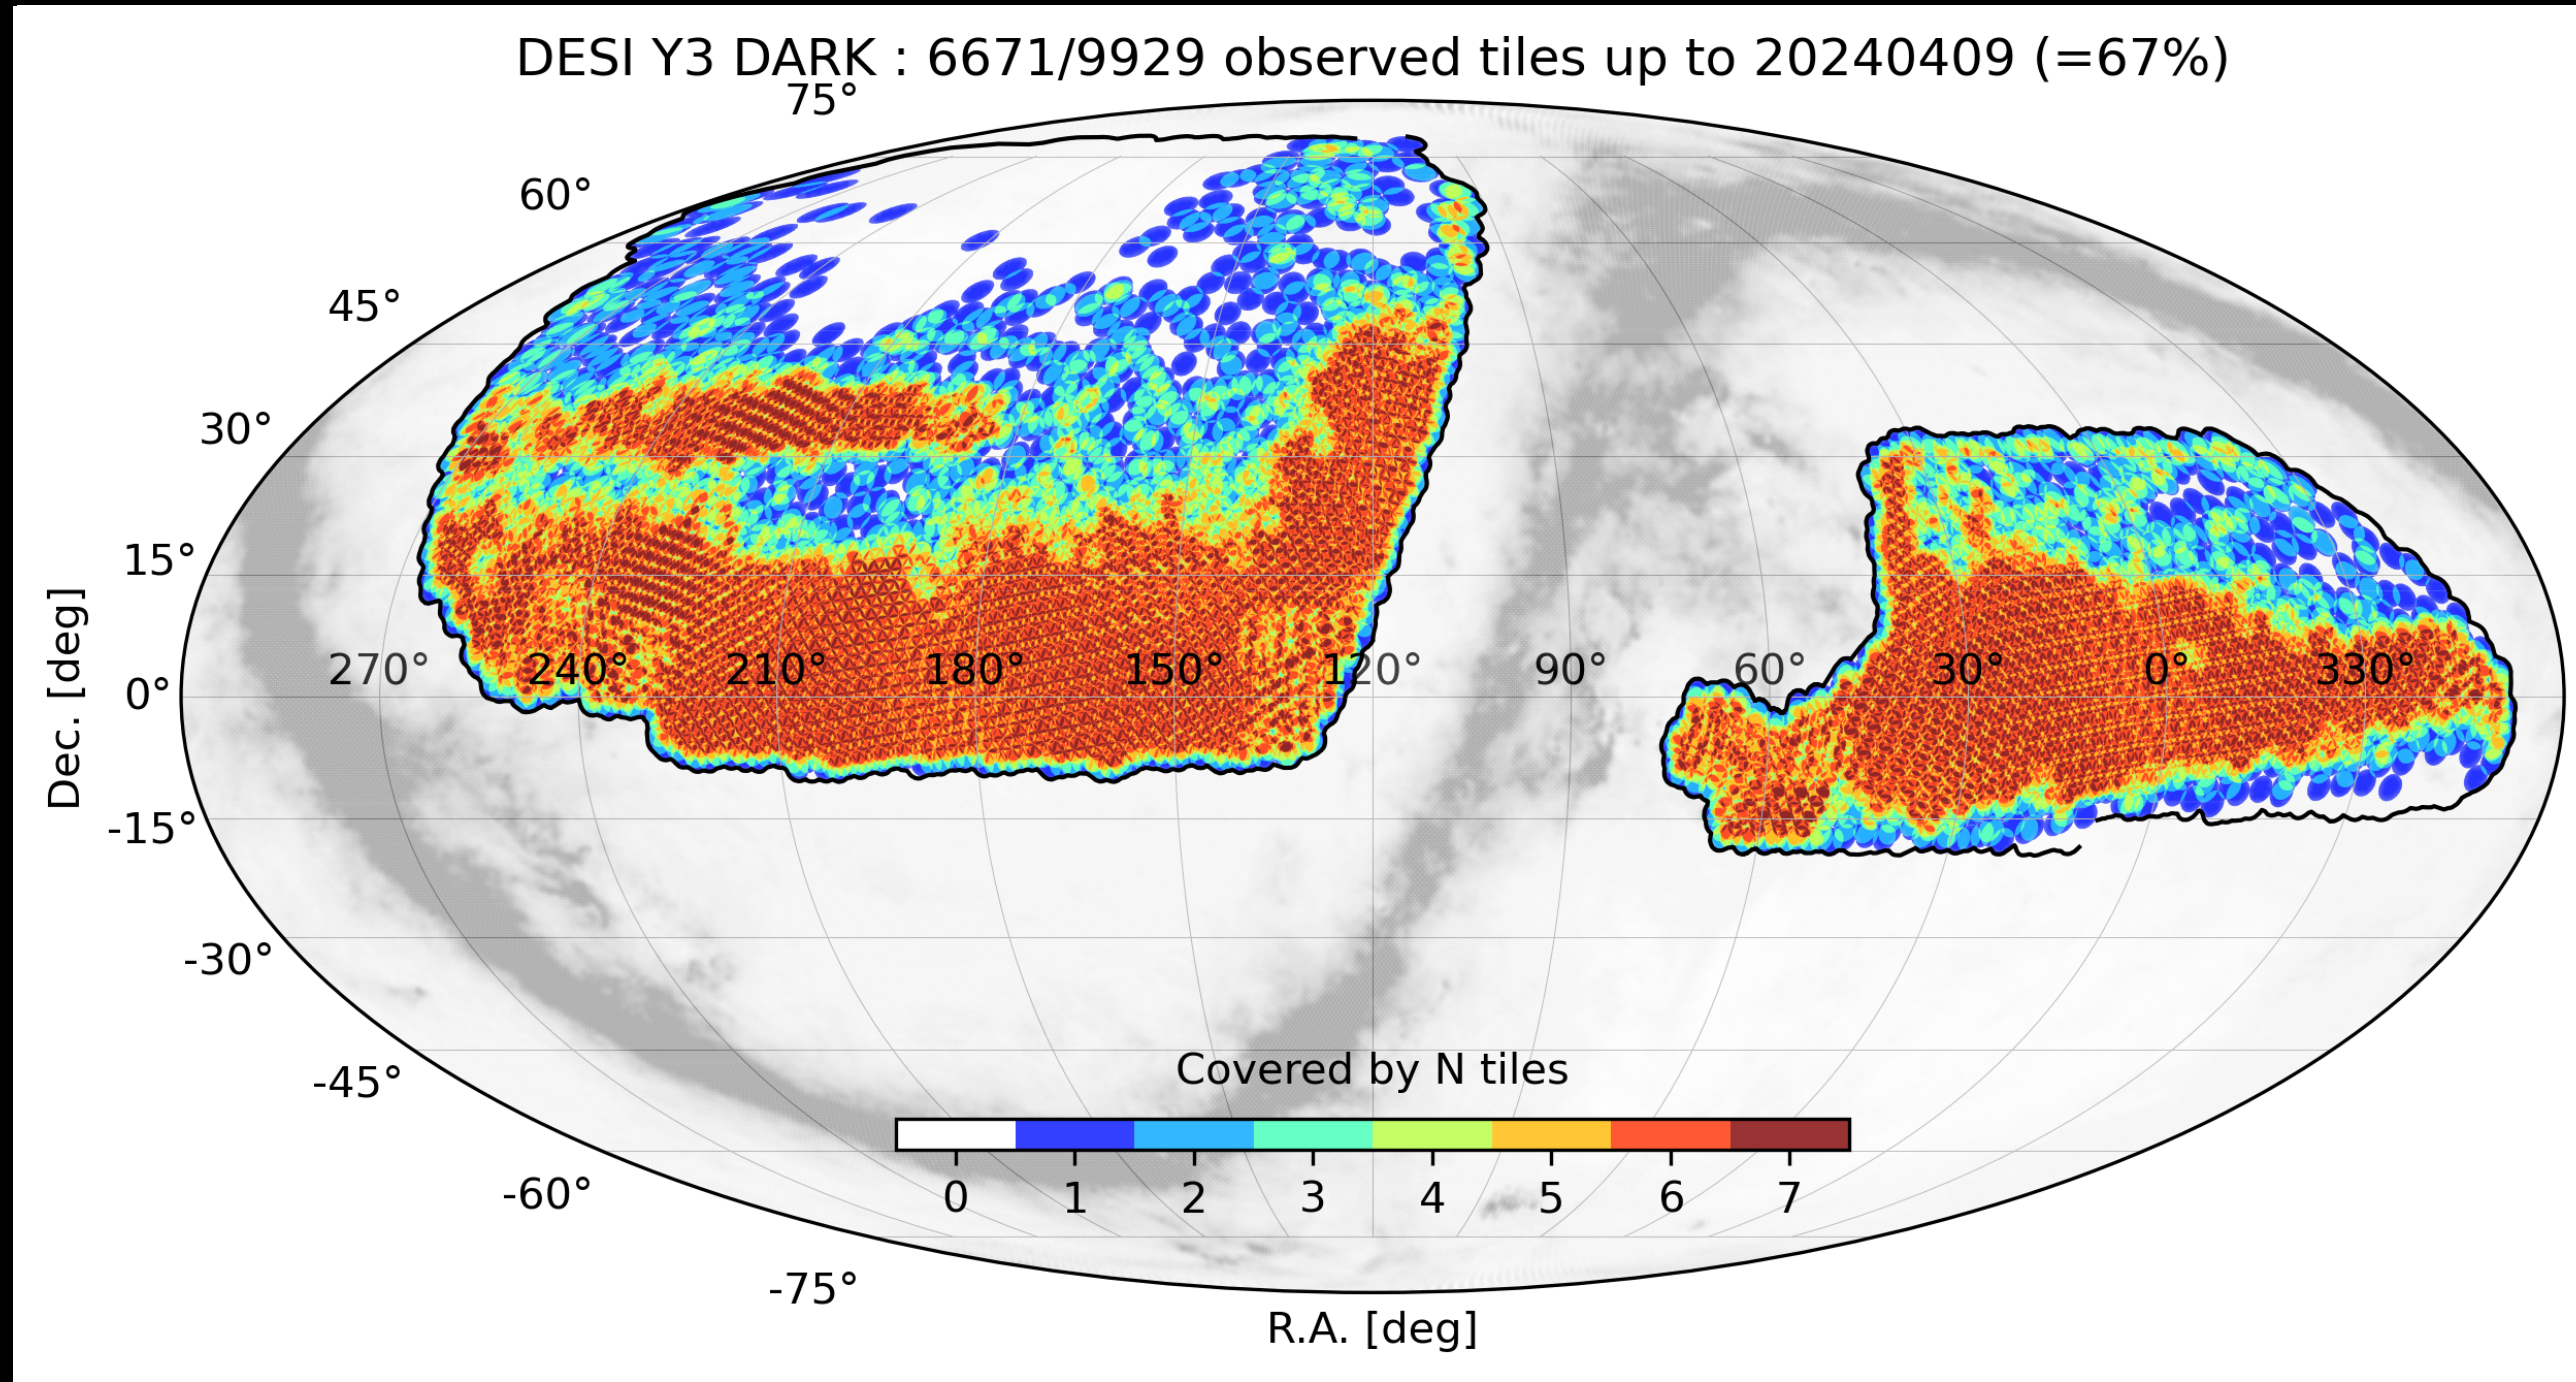 DESI Y3 DARK : 6671/9929 observed tiles up to 20240409 (=67%)
75°
60°
45°
30°
15°
0°
-15°
-30°
-45°
-60°
-75°
Dec. [deg]
270° 240° 210° 180° 150° 120° 90° 60° 30° 0° 330°
Covered by N tiles
0 1 2 3 4 5 6 7
R.A. [deg]